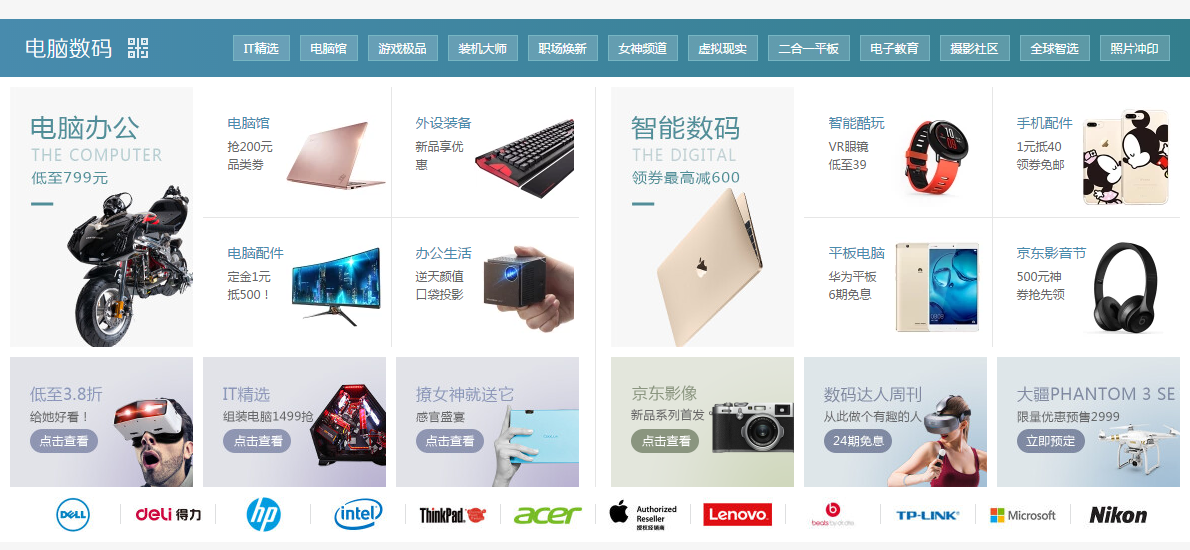 电脑数码
IT精选
电脑馆
游戏极品
装机大师
职场焕新
女神频道
虚拟现实
二合一平板
电子教育
摄影社区
全球智选
照片冲印
电脑办公
THE COMPUTER
低至799元
电脑馆
抢200元
品类券
外设装备
新品享优
惠
电脑配件
定金1元
抵500！
办公生活
逆天颜值
口袋投影
智能数码
THE DIGITAL
领券最高减600
智能酷玩
VR眼镜
低至39
手机配件
1元抵40
领券免邮
平板电脑
华为平板
6期免息
京东影音节
500元神
券抢先领
低至3.8折
给她好看！
点击查看
IT精选
组装电脑1499抢
点击查看
撩女神就送它
感官盛宴
点击查看
京东影像
新品系列首发
点击查看
数码达人周刊
从此做个有趣的人
24期免息
大疆PHANTOM 3 SE
限量优惠预售2999
立即预定
DELL
deli 得力
hp
intel
ThinkPad.
acer
Authorized
Reseller
授权经销商
Lenovo.
beats by dr.dre
TP-LINK
Microsoft
Nikon